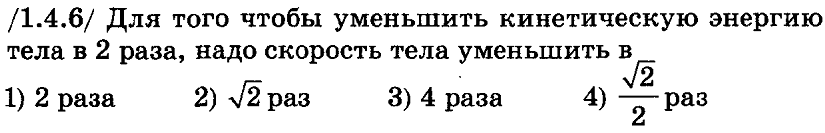 /1.4.6/ Для того чтобы уменьшить кинетическую энергию
тела в 2 раза, надо скорость тела уменьшить в
1) 2 раза 2) √2 раз 3) 4 раза 4) √2/2 раз